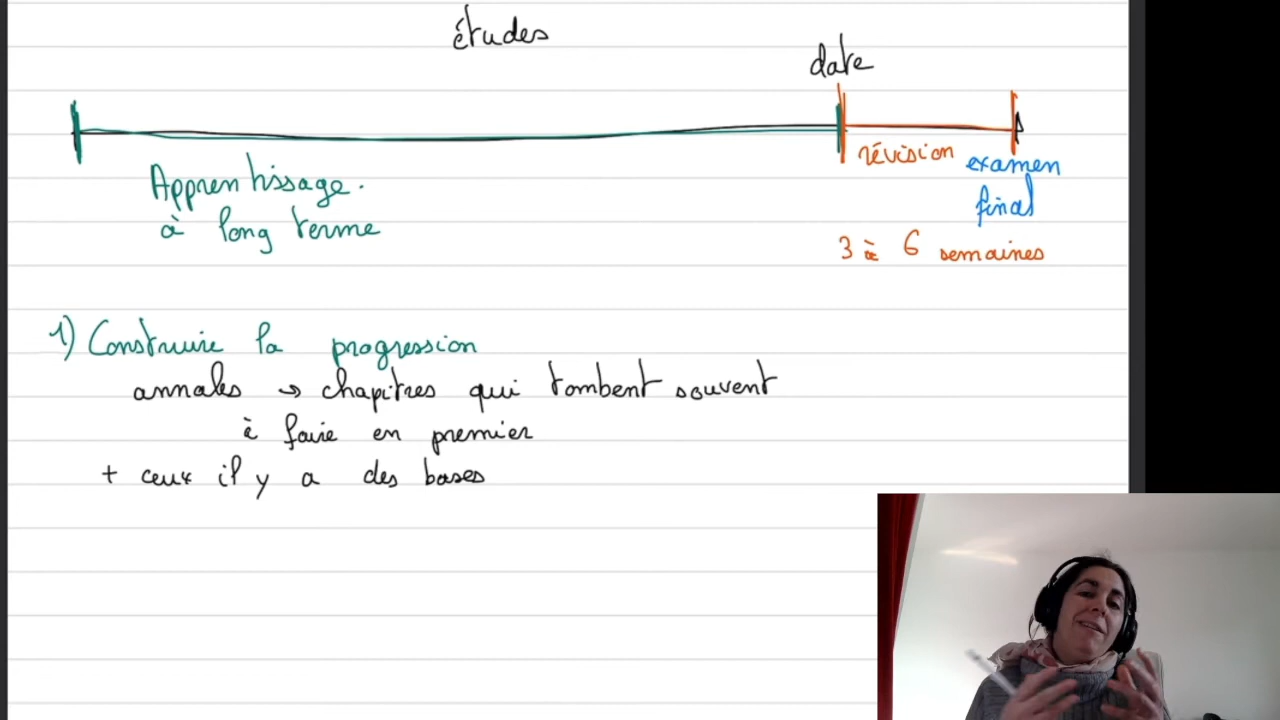 études
date
révision
examen
final
Apprentissage.
à long terme
3 à 6 semaines
1) Construire la progression
annales → chapitres qui tombent souvent
à faire en premier
+ ceux il y a des bases